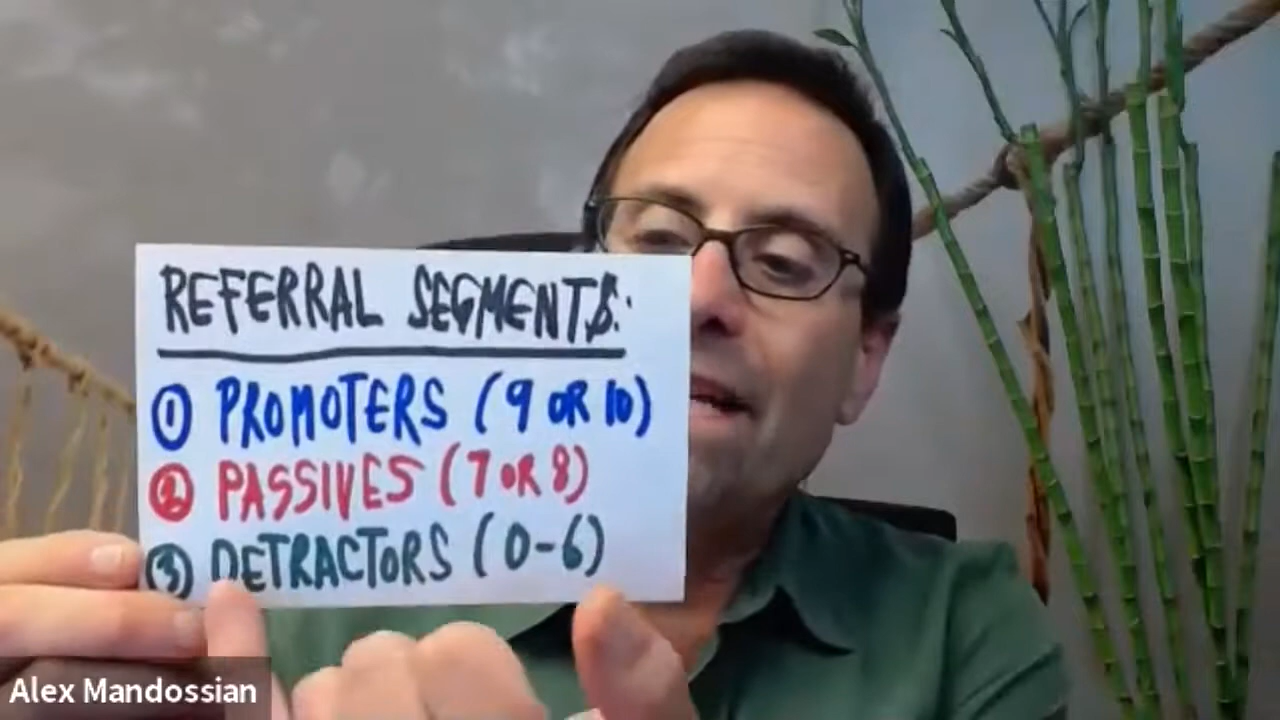 REFERRAL SEGMENTS:
① PROMOTERS (9 OR 10)
② PASSIVES (7 OR 8)
③ DETRACTORS (0-6)
Alex Mandossian